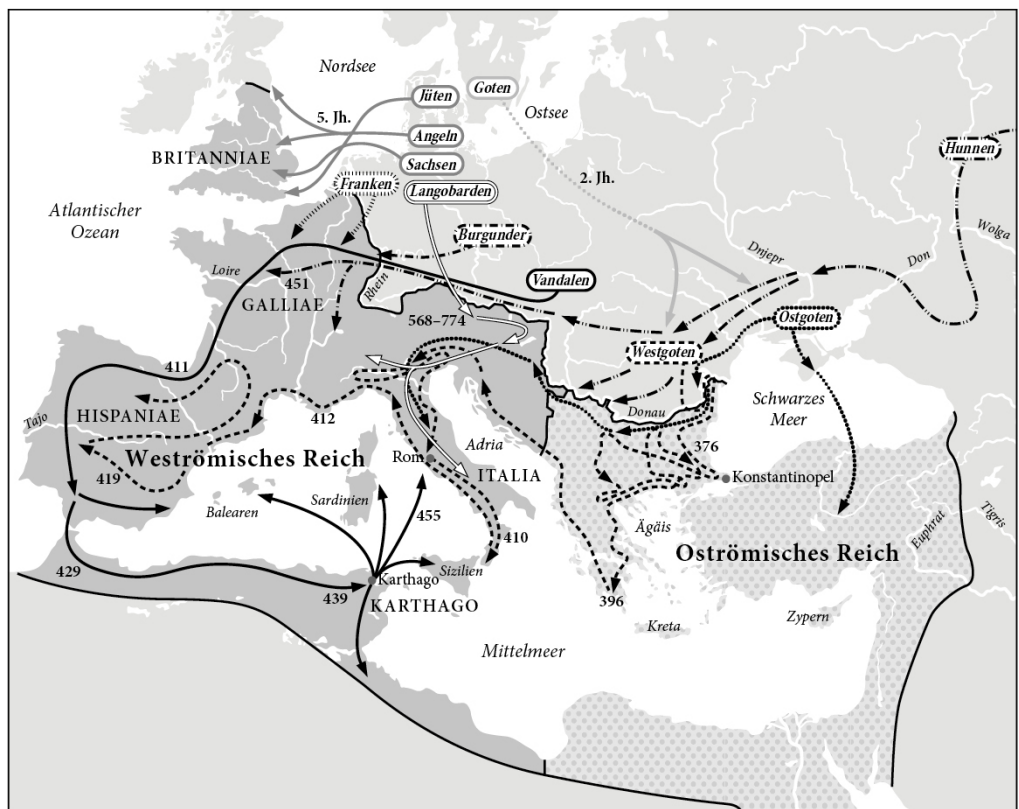 Nordsee
Jüten
Goten
Ostsee
5. Jh.
Angeln
Hunnen
BRITANNIAE
Sachsen
2. Jh.
Franken
Langobarden
Atlantischer
Ozean
Burgunder
Wolga
Dnjepr
Don
Loire
451
Rhein
Vandalen
GALLIAE
568–774
Ostgoten
Westgoten
411
Schwarzes
Meer
HISPANIAE
412
Donau
Tajo
Adria
376
Weströmisches Reich
Rom
ITALIA
Konstantinopel
419
Sardinien
Balearen
455
Ägäis
Tigris
Euphrat
410
Oströmisches Reich
429
Sizilien
Karthago
439
KARTHAGO
396
Kreta
Zypern
Mittelmeer